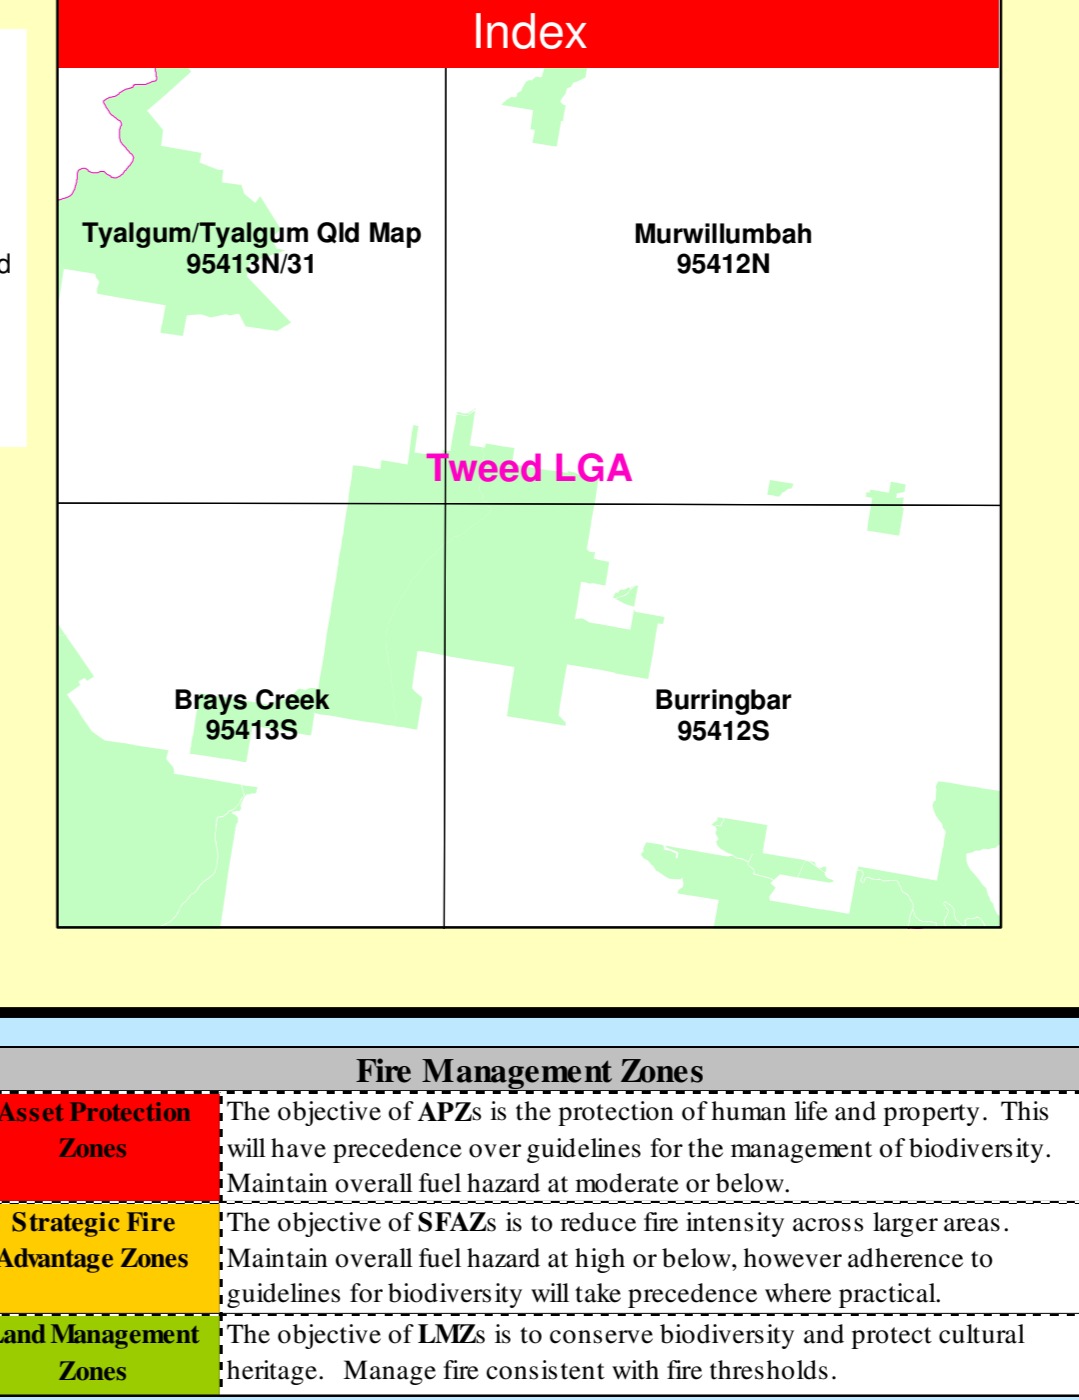 Index
d
Tyalgum/Tyalgum Qld Map
95413N/31
Murwillumbah
95412N
Tweed LGA
Brays Creek
95413S
Burringbar
95412S
Fire Management Zones
Asset Protection
Zones
The objective of APZs is the protection of human life and property. This
will have precedence over guidelines for the management of biodiversity.
Maintain overall fuel hazard at moderate or below.
Strategic Fire
Advantage Zones
The objective of SFAZs is to reduce fire intensity across larger areas.
Maintain overall fuel hazard at high or below, however adherence to
guidelines for biodiversity will take precedence where practical.
Land Management
Zones
The objective of LMZs is to conserve biodiversity and protect cultural
heritage. Manage fire consistent with fire thresholds.